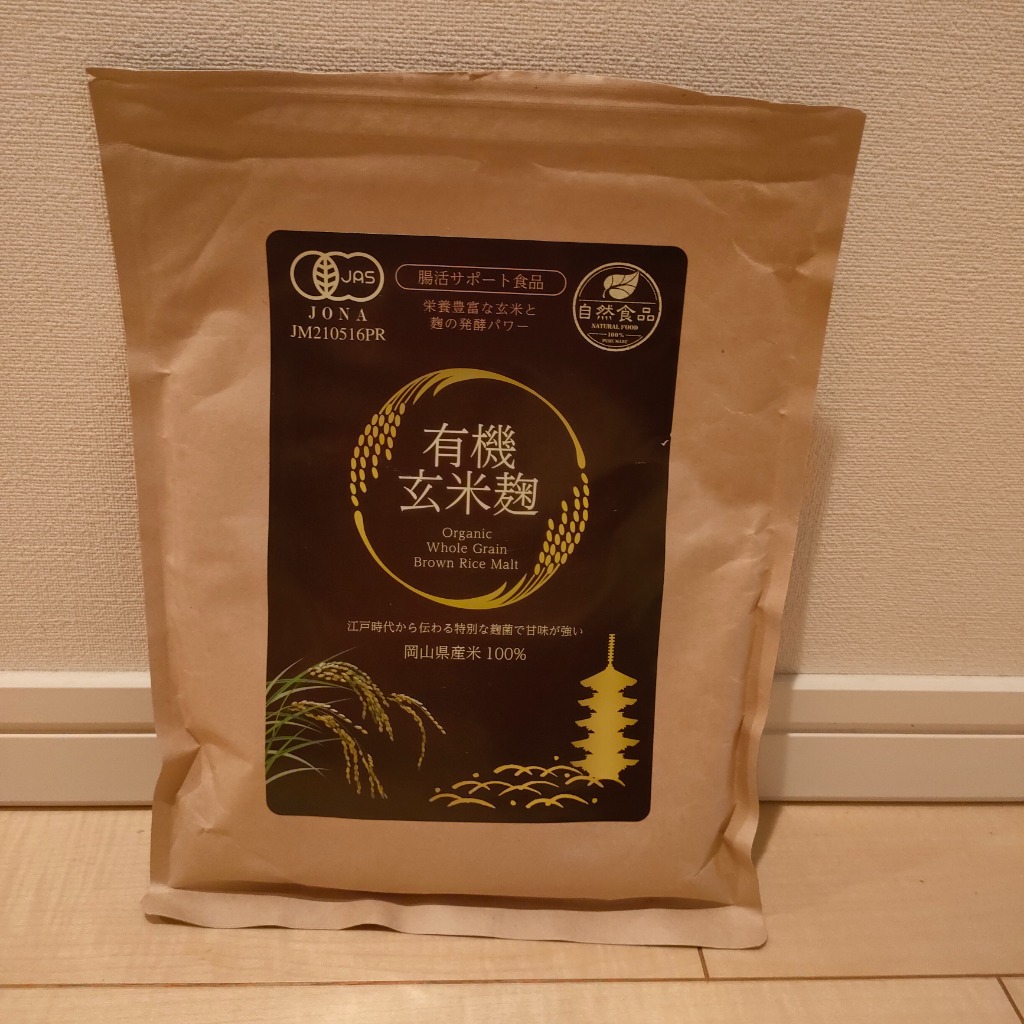 JAS
JONA
JM210516PR
腸活サポート食品
栄養豊富な玄米と
麹の発酵パワー
自然食品
NATURAL FOOD
100%
PURE MART
有機
玄米麹
Organic
Whole Grain
Brown Rice Malt
江戸時代から伝わる特別な麹菌で甘味が強い
岡山県産米 100%